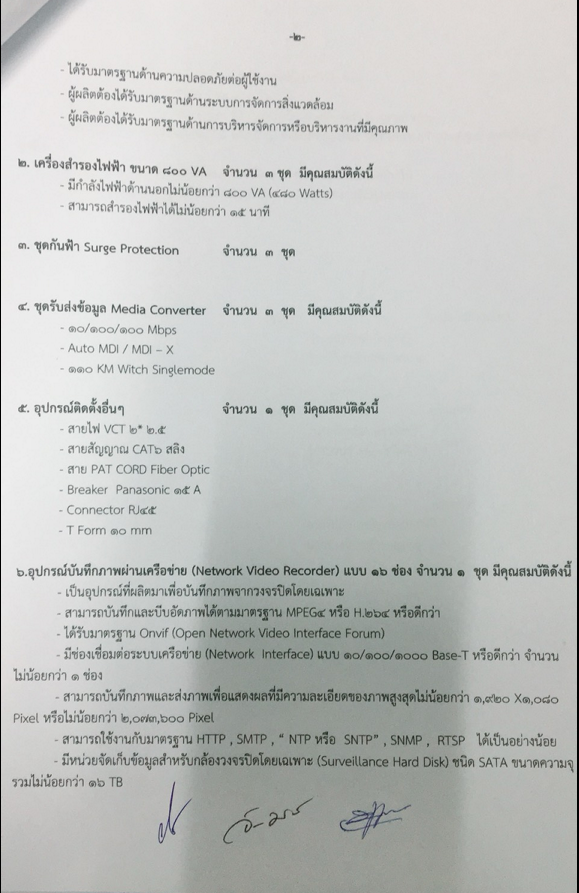 -๒-
- ได้รับมาตรฐานด้านความปลอดภัยต่อผู้ใช้งาน
- ผู้ผลิตต้องได้รับมาตรฐานด้านระบบการจัดการสิ่งแวดล้อม
- ผู้ผลิตต้องได้รับมาตรฐานด้านการบริหารจัดการหรือบริหารงานที่มีคุณภาพ
๒. เครื่องสำรองไฟฟ้า ขนาด ๘๐๐ VA จำนวน ๓ ชุด มีคุณสมบัติดังนี้
- มีกำลังไฟฟ้าด้านนอกไม่น้อยกว่า ๘๐๐ VA (๔๘๐ Watts)
- สามารถสำรองไฟฟ้าได้ไม่น้อยกว่า ๑๕ นาที
๓. ชุดกันฟ้า Surge Protection จำนวน ๓ ชุด
๔. ชุดรับส่งข้อมูล Media Converter จำนวน ๓ ชุด มีคุณสมบัติดังนี้
- ๑๐/๑๐๐/๑๐๐ Mbps
- Auto MDI / MDI – X
- ๑๑๐ KM Witch Singlemode
๕. อุปกรณ์ติดตั้งอื่นๆ จำนวน ๑ ชุด มีคุณสมบัติดังนี้
- สายไฟ VCT ๒* ๒.๕
- สายสัญญาณ CAT๖ สลิง
- สาย PAT CORD Fiber Optic
- Breaker Panasonic ๑๕ A
- Connector RJ๔๕
- T Form ๑๐ mm
๖.อุปกรณ์บันทึกภาพผ่านเครือข่าย (Network Video Recorder) แบบ ๑๖ ช่อง จำนวน ๑ ชุด มีคุณสมบัติดังนี้
- เป็นอุปกรณ์ที่ผลิตมาเพื่อบันทึกภาพจากวงจรปิดโดยเฉพาะ
- สามารถบันทึกและบีบอัดภาพได้ตามมาตรฐาน MPEG๔ หรือ H.๒๖๔ หรือดีกว่า
- ได้รับมาตรฐาน Onvif (Open Network Video Interface Forum)
- มีช่องเชื่อมต่อระบบเครือข่าย (Network Interface) แบบ ๑๐/๑๐๐/๑๐๐๐ Base-T หรือดีกว่า จำนวน
ไม่น้อยกว่า ๑ ช่อง
- สามารถบันทึกภาพและส่งภาพเพื่อแสดงผลที่มีความละเอียดของภาพสูงสุดไม่น้อยกว่า ๑,๙๒๐ X๑,๐๘๐
Pixel หรือไม่น้อยกว่า ๒,๐๗๓,๖๐๐ Pixel
- สามารถใช้งานกับมาตรฐาน HTTP , SMTP , “ NTP หรือ SNTP” , SNMP , RTSP ได้เป็นอย่างน้อย
- มีหน่วยจัดเก็บข้อมูลสำหรับกล้องวงจรปิดโดยเฉพาะ (Surveillance Hard Disk) ชนิด SATA ขนาดความจุ
รวมไม่น้อยกว่า ๑๖ TB